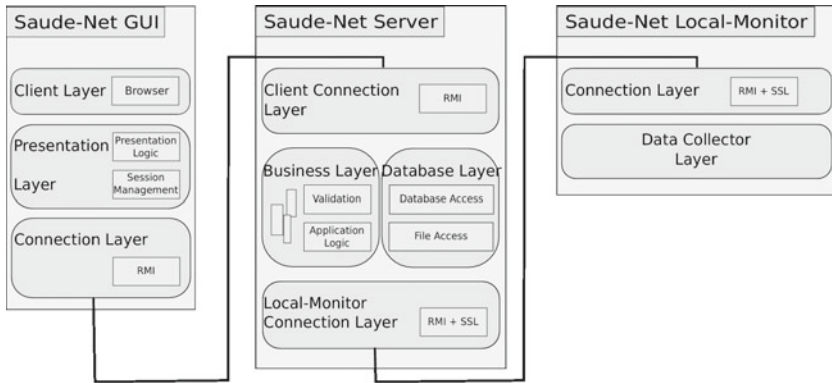 Saude-Net GUI
Client Layer
Browser
Presentation
Layer
Presentation
Logic
Session
Management
Connection Layer
RMI
Saude-Net Server
Client Connection
Layer
RMI
Business Layer
Validation
Application
Logic
Database Layer
Database Access
File Access
Local-Monitor
Connection Layer
RMI + SSL
Saude-Net Local-Monitor
Connection Layer
RMI + SSL
Data Collector
Layer